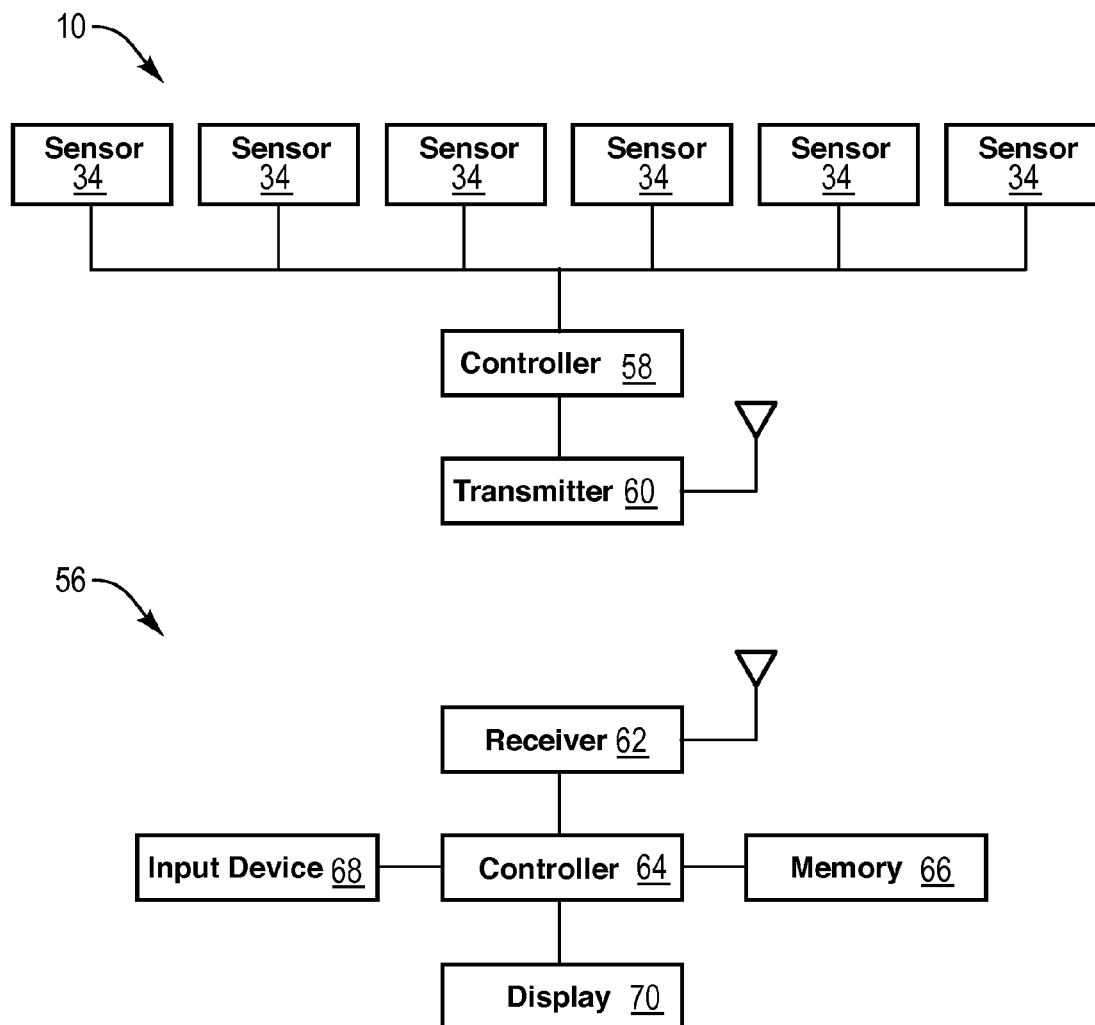 10
Sensor Sensor Sensor Sensor Sensor Sensor
34 34 34 34 34 34
Controller 58
Transmitter 60
56
Receiver 62
Input Device 68 Controller 64 Memory 66
Display 70